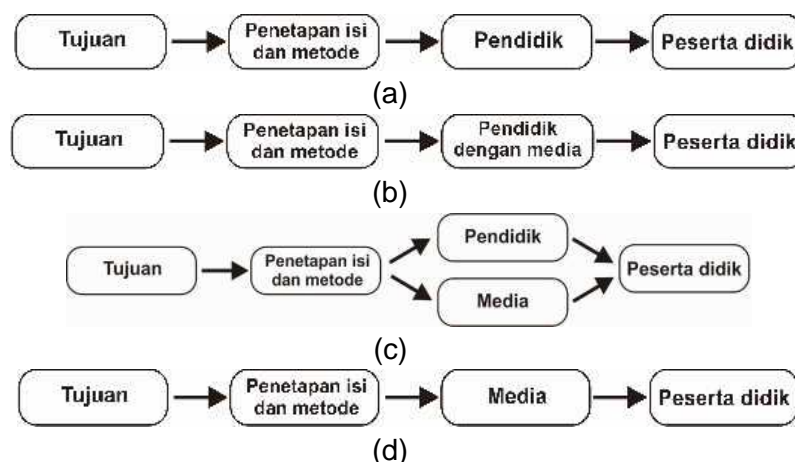 Tujuan
Penetapan isi
dan metode
Pendidik
Peserta didik
(a)
Tujuan
Penetapan isi
dan metode
Pendidik
dengan media
Peserta didik
(b)
Tujuan
Penetapan isi
dan metode
Pendidik
Media
Peserta didik
(c)
Tujuan
Penetapan isi
dan metode
Media
Peserta didik
(d)